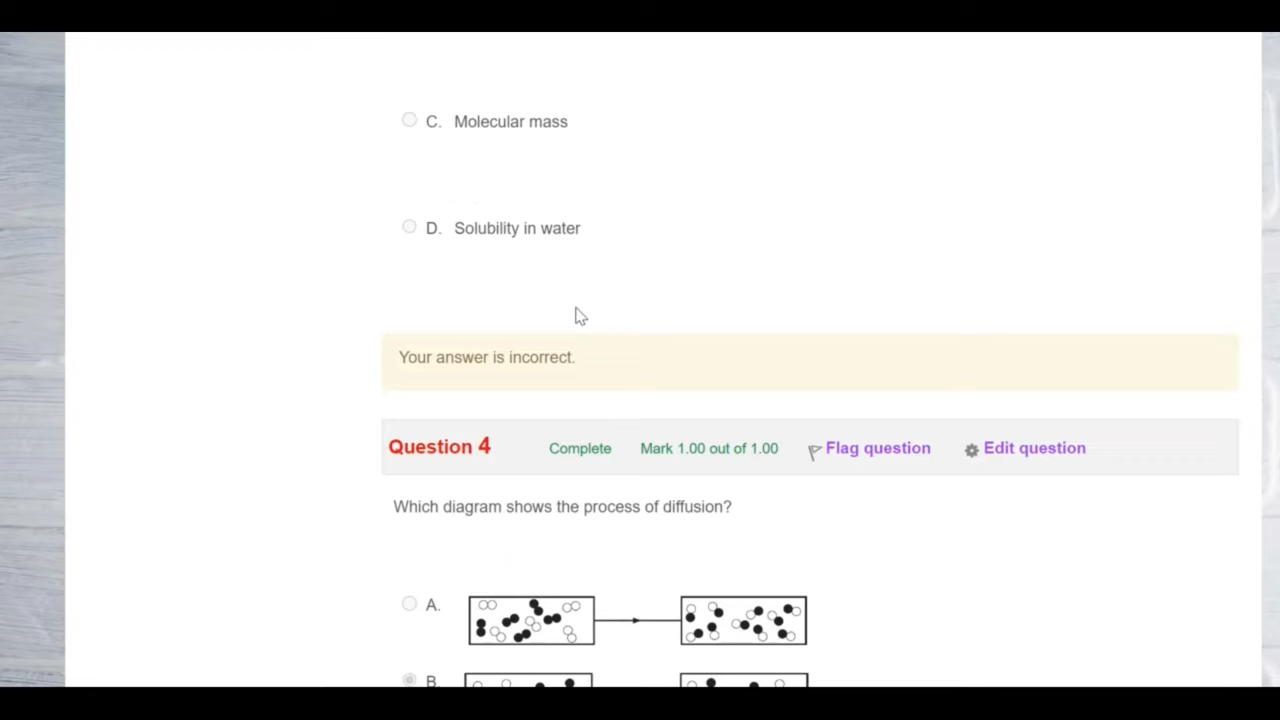 C. Molecular mass
D. Solubility in water
Your answer is incorrect.
Question 4 Complete Mark 1.00 out of 1.00 Flag question Edit question
Which diagram shows the process of diffusion?
A.
B.